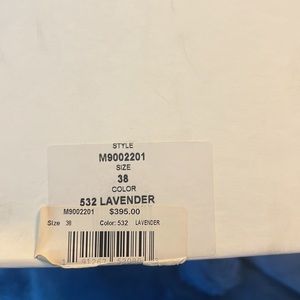 STYLE
M9002201
SIZE
38
COLOR
532 LAVENDER
M9002201 $395.00
Size 38 Color: 532 LAVENDER